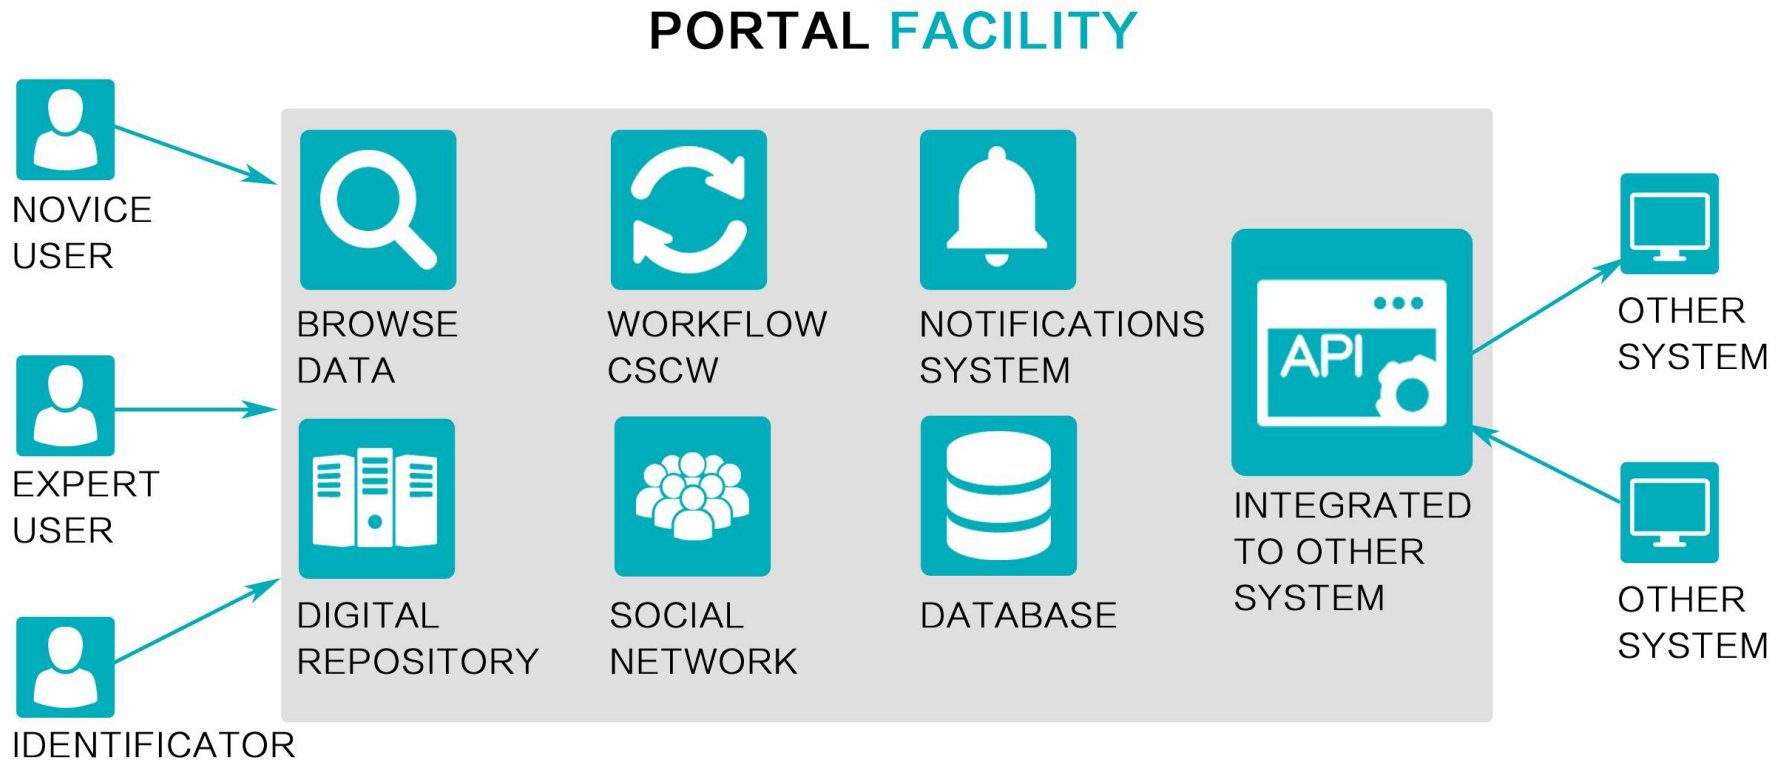 PORTAL FACILITY
NOVICE
USER
EXPERT
USER
IDENTIFICATOR
BROWSE
DATA
WORKFLOW
CSCW
NOTIFICATIONS
SYSTEM
DIGITAL
REPOSITORY
SOCIAL
NETWORK
DATABASE
API
INTEGRATED
TO OTHER
SYSTEM
OTHER
SYSTEM
OTHER
SYSTEM